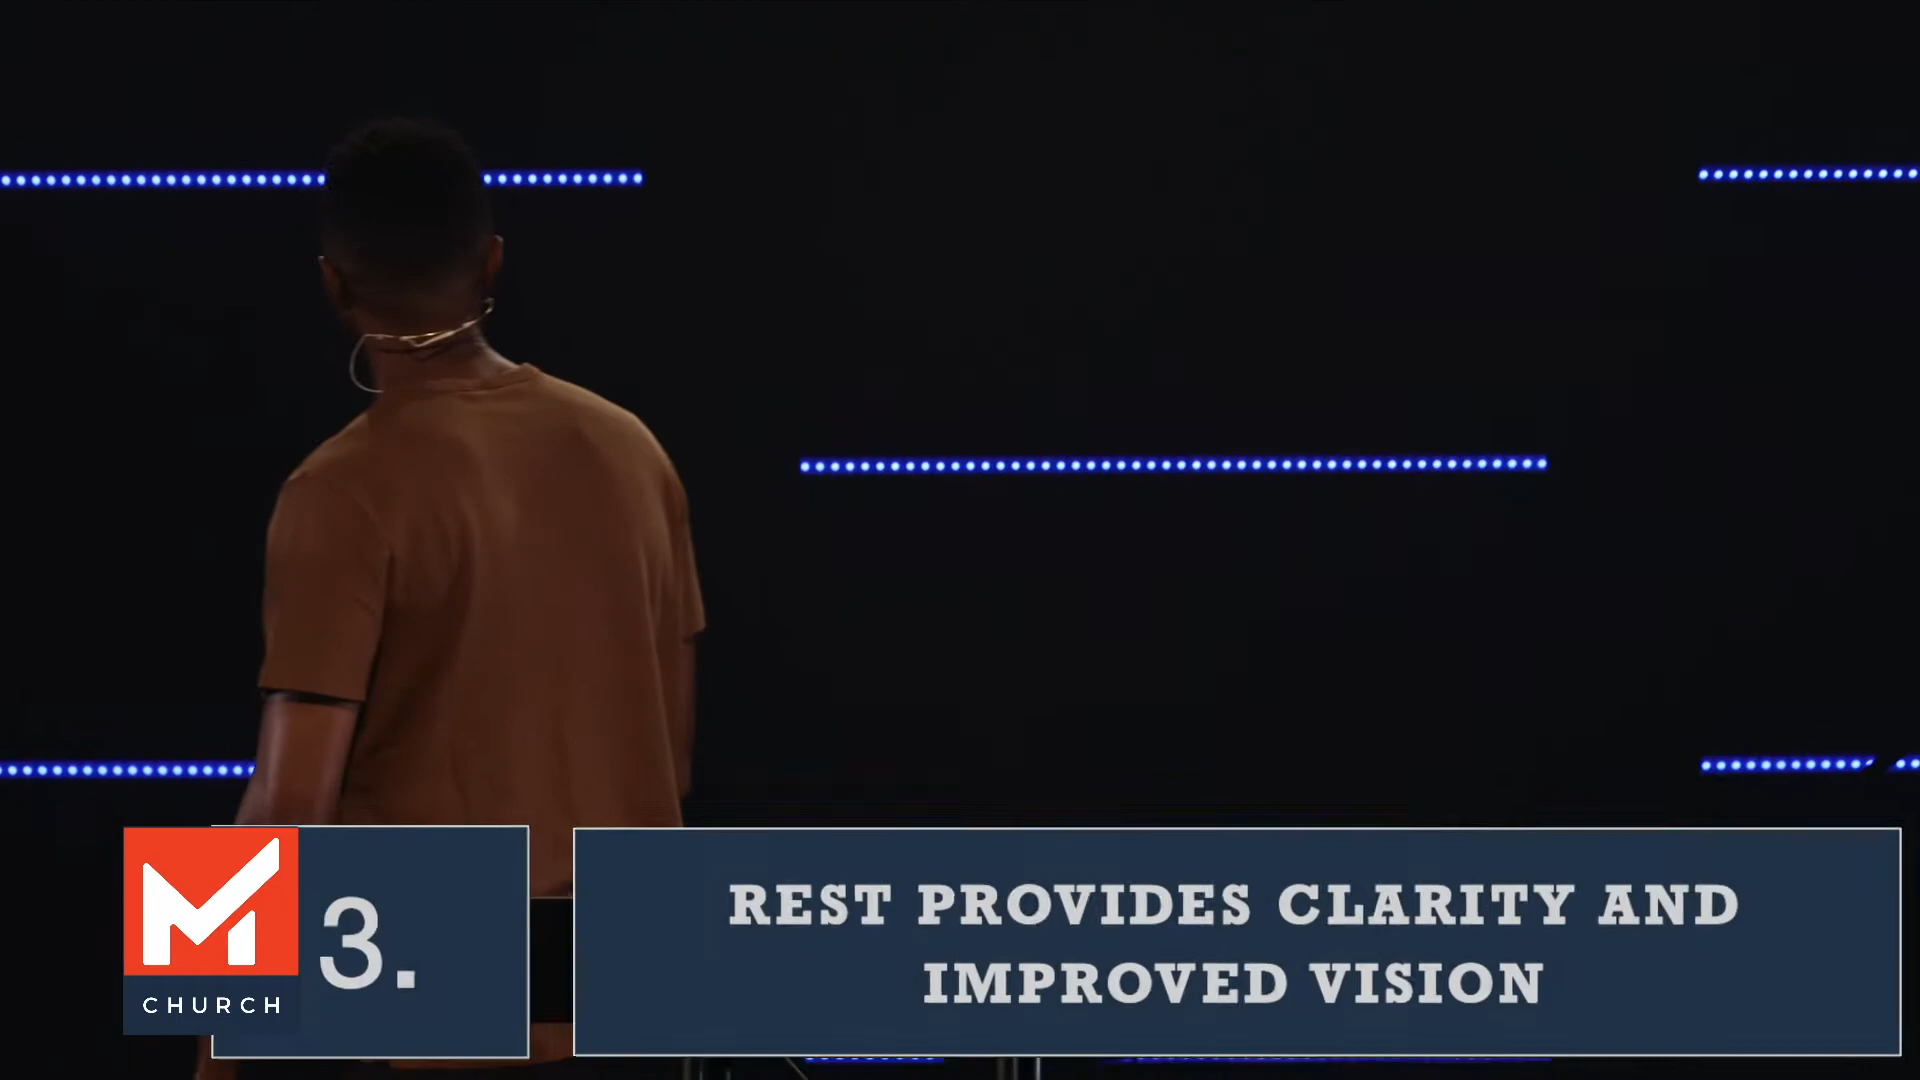 M
CHURCH
3.
REST PROVIDES CLARITY AND
IMPROVED VISION